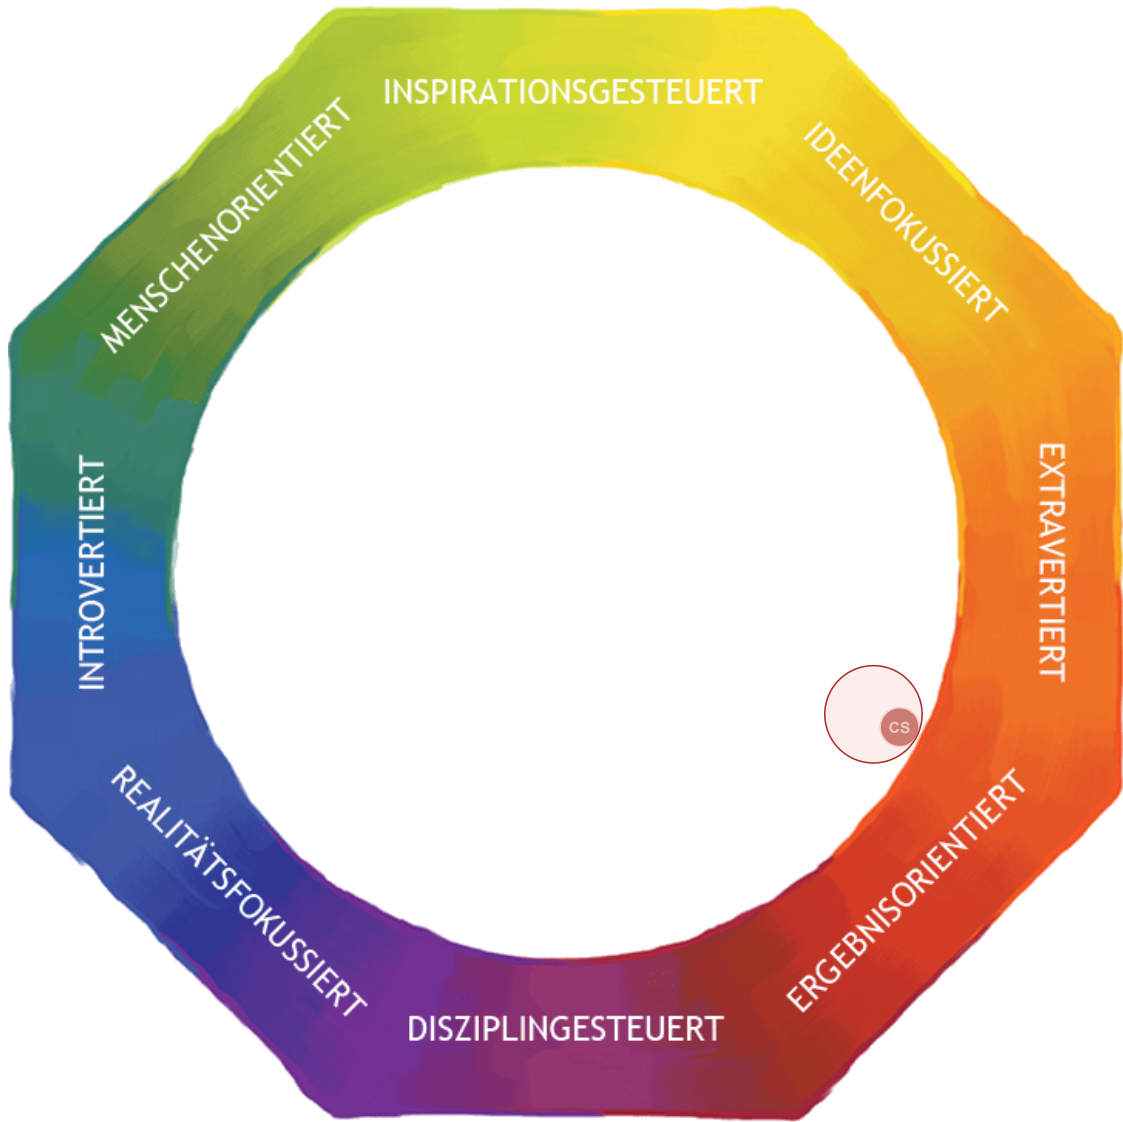 INSPIRATIONSGESTEUERT
IDEENFOKUSSIERT
EXTRAVERTIERT
ERGEBNISORIENTIERT
DISZIPLINGESTEUERT
REALITÄTSFOKUSSIERT
INTROVERTIERT
MENSCHENORIENTIERT
CS